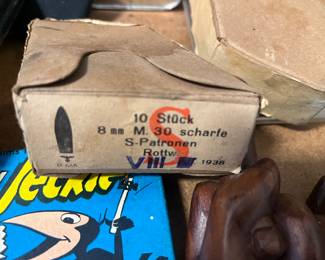 10 Stück
8 mm M. 30 scharfe
S-Patronen
Rottw.
S
VIII 1938